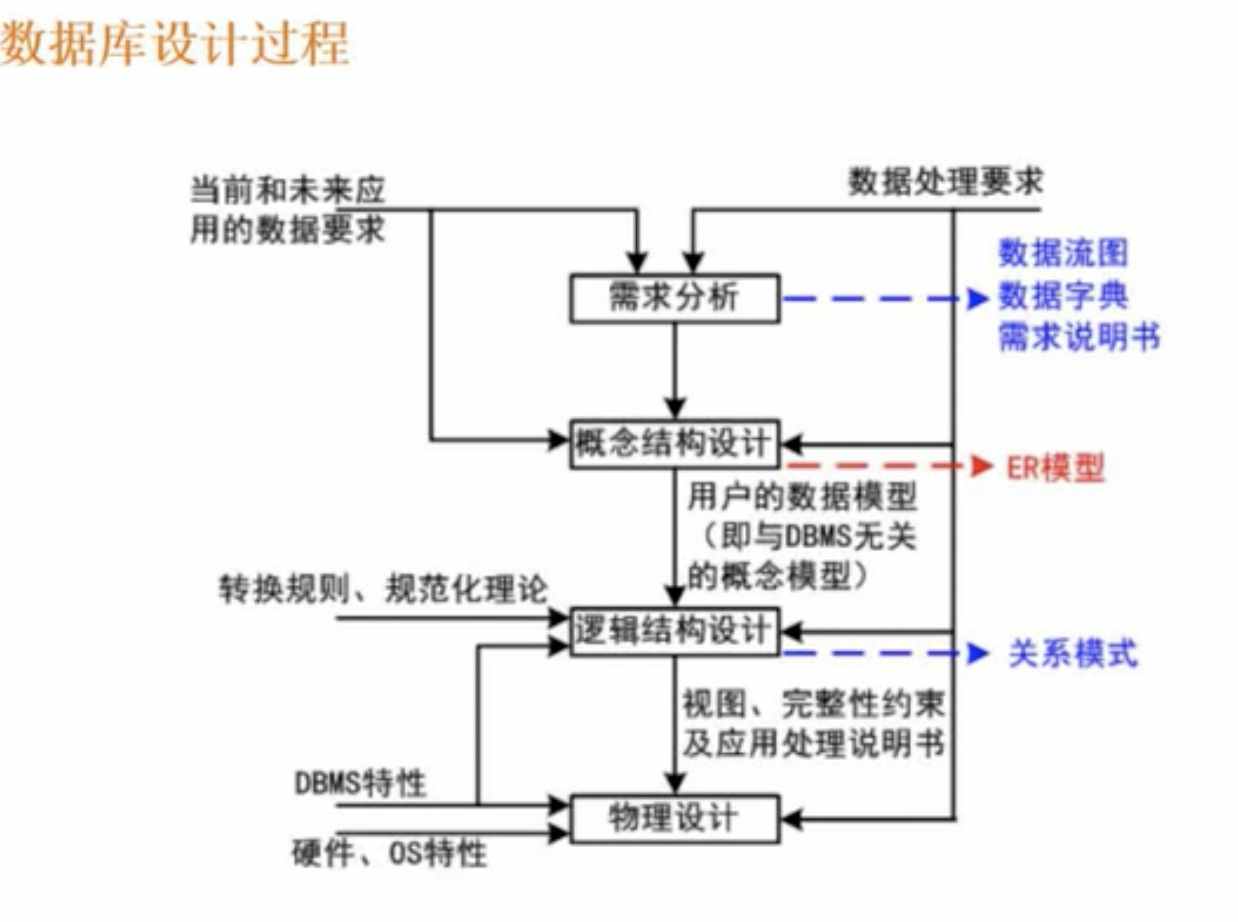 数据库设计过程
当前和未来应
用的数据要求
数据处理要求
数据流图
数据字典
需求说明书
需求分析
概念结构设计
ER模型
用户的数据模型
（即与DBMS无关
的概念模型）
转换规则、规范化理论
逻辑结构设计
关系模式
视图、完整性约束
及应用处理说明书
DBMS特性
物理设计
硬件、OS特性